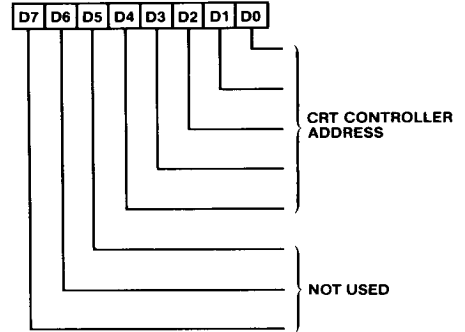 D7 D6 D5 D4 D3 D2 D1 D0
CRT CONTROLLER
ADDRESS
NOT USED